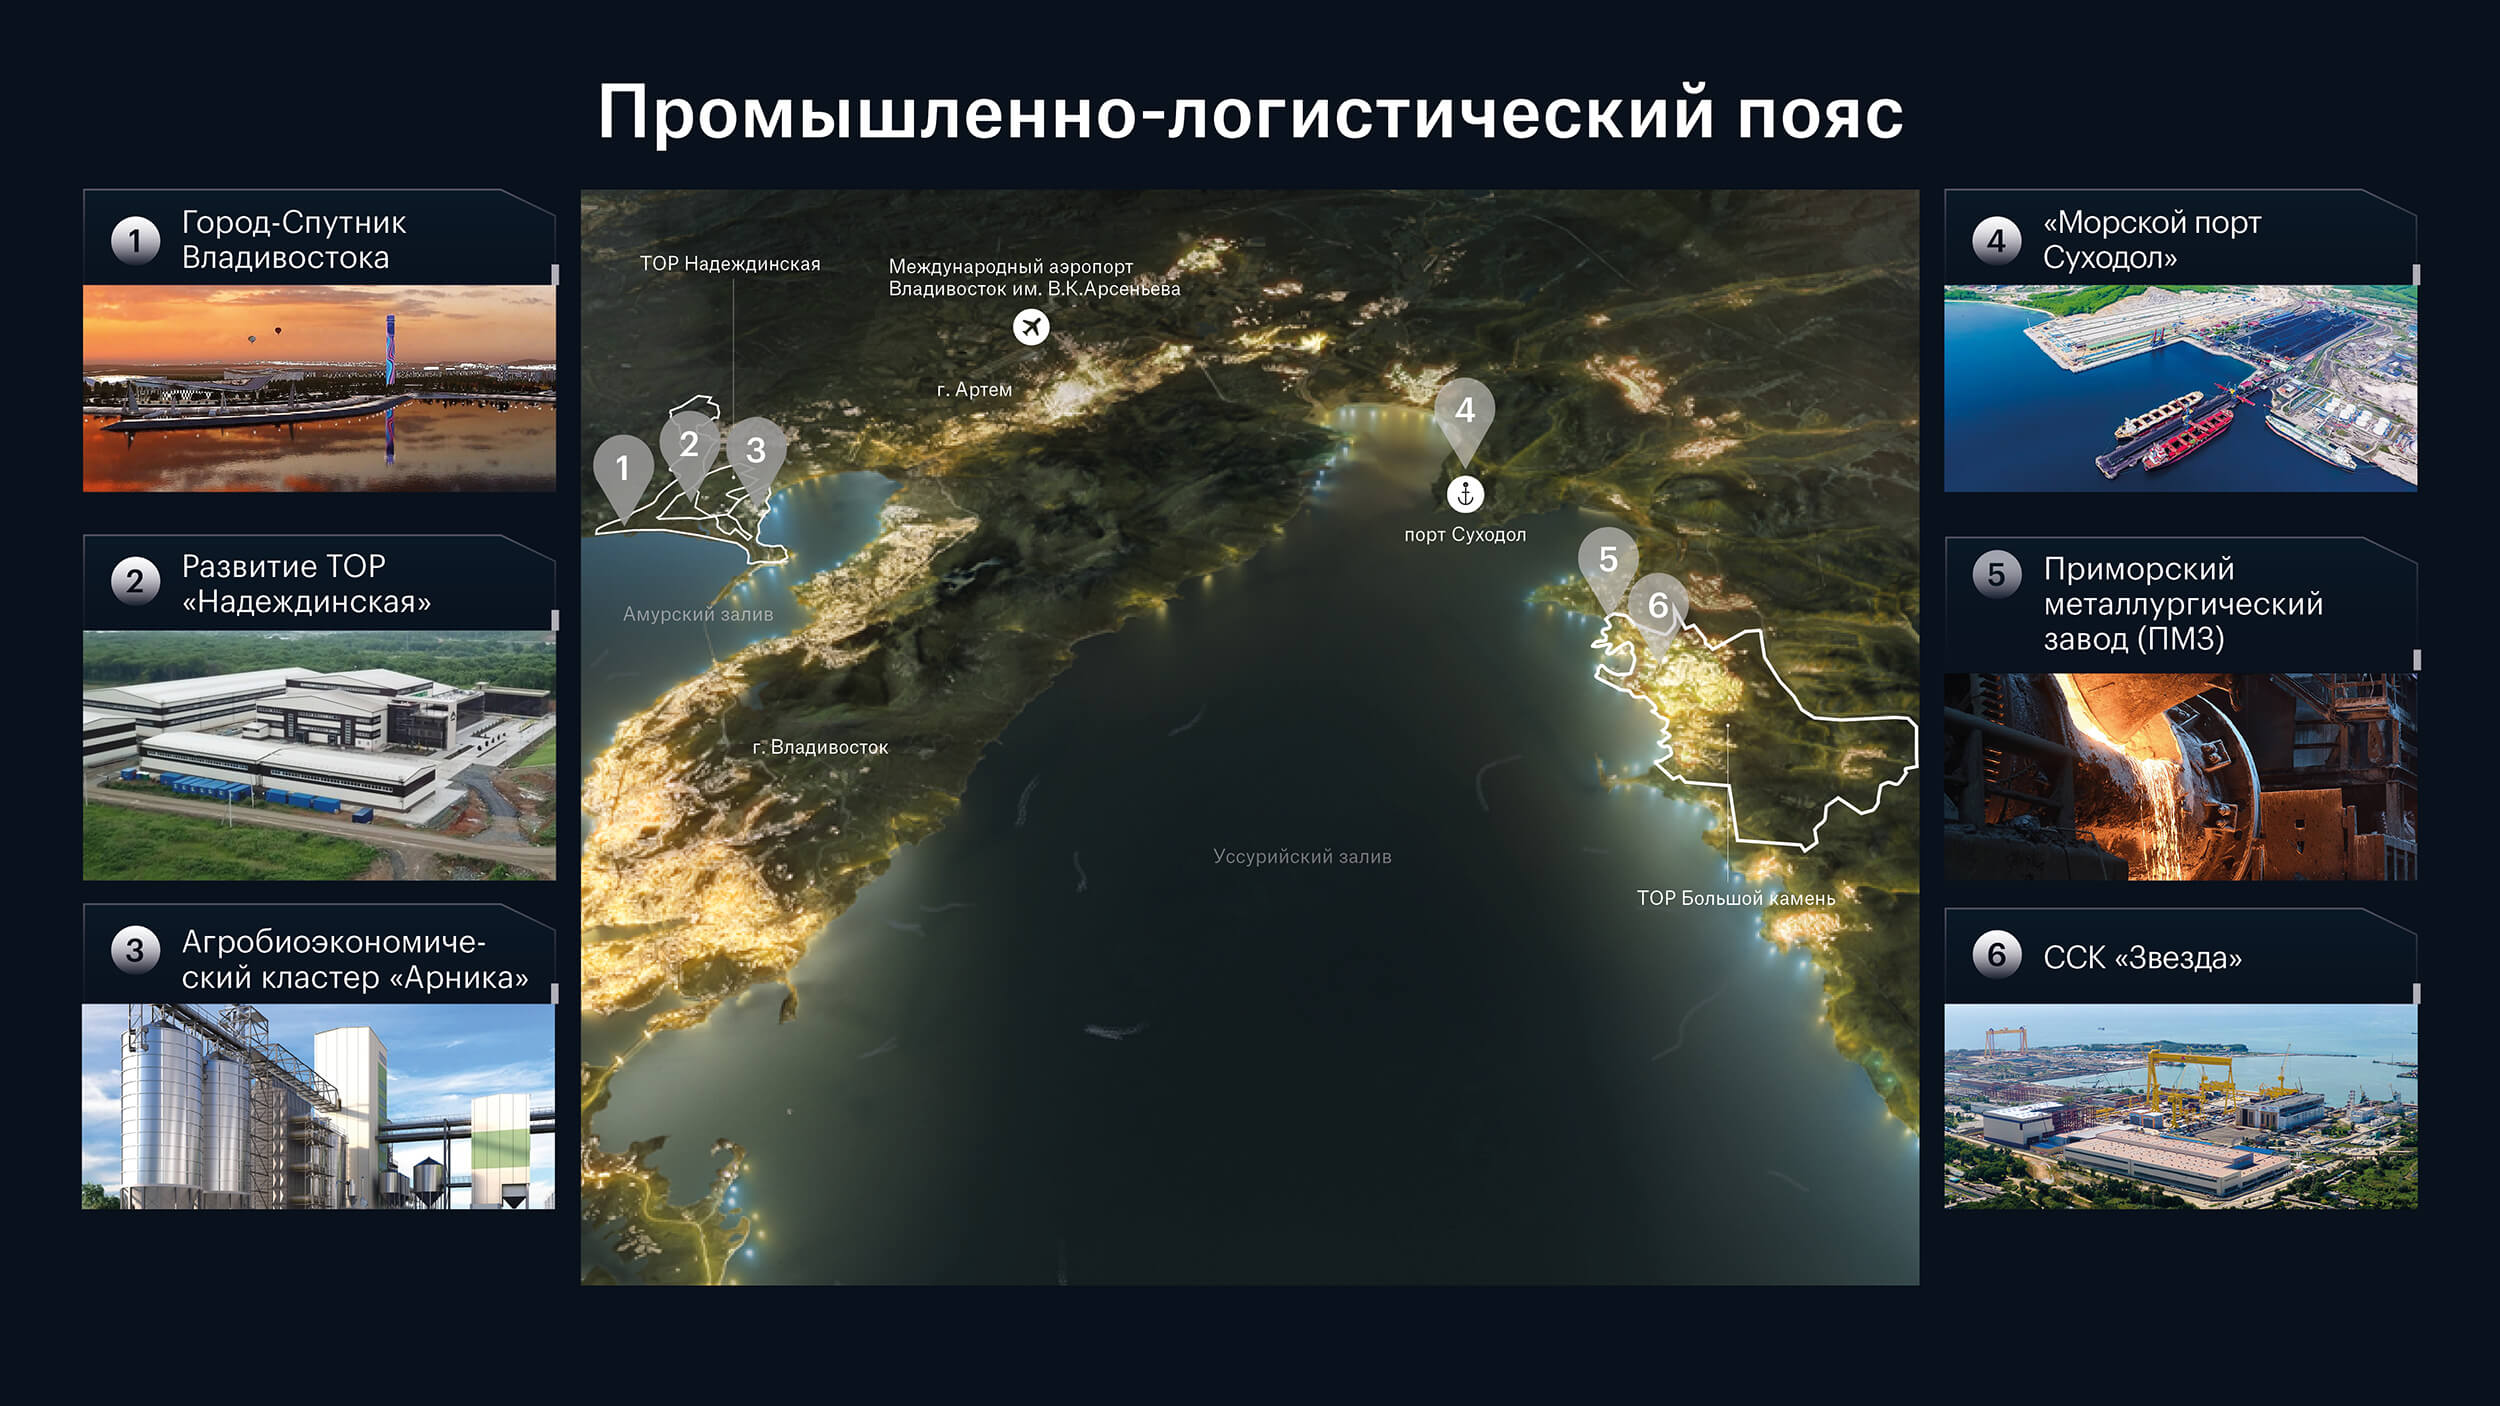 Промышленно-логистический пояс
1
Город-Спутник
Владивостока
2
Развитие ТОР
«Надеждинская»
3
Агробиоэкономиче-
ский кластер «Арника»
ТОР Надеждинская
Международный аэропорт
Владивосток им. В.К.Арсеньева
г. Артем
1
2
3
4
порт Суходол
5
6
Амурский залив
г. Владивосток
Уссурийский залив
ТОР Большой камень
4
«Морской порт
Суходол»
5
Приморский
металлургический
завод (ПМЗ)
6
ССК «Звезда»